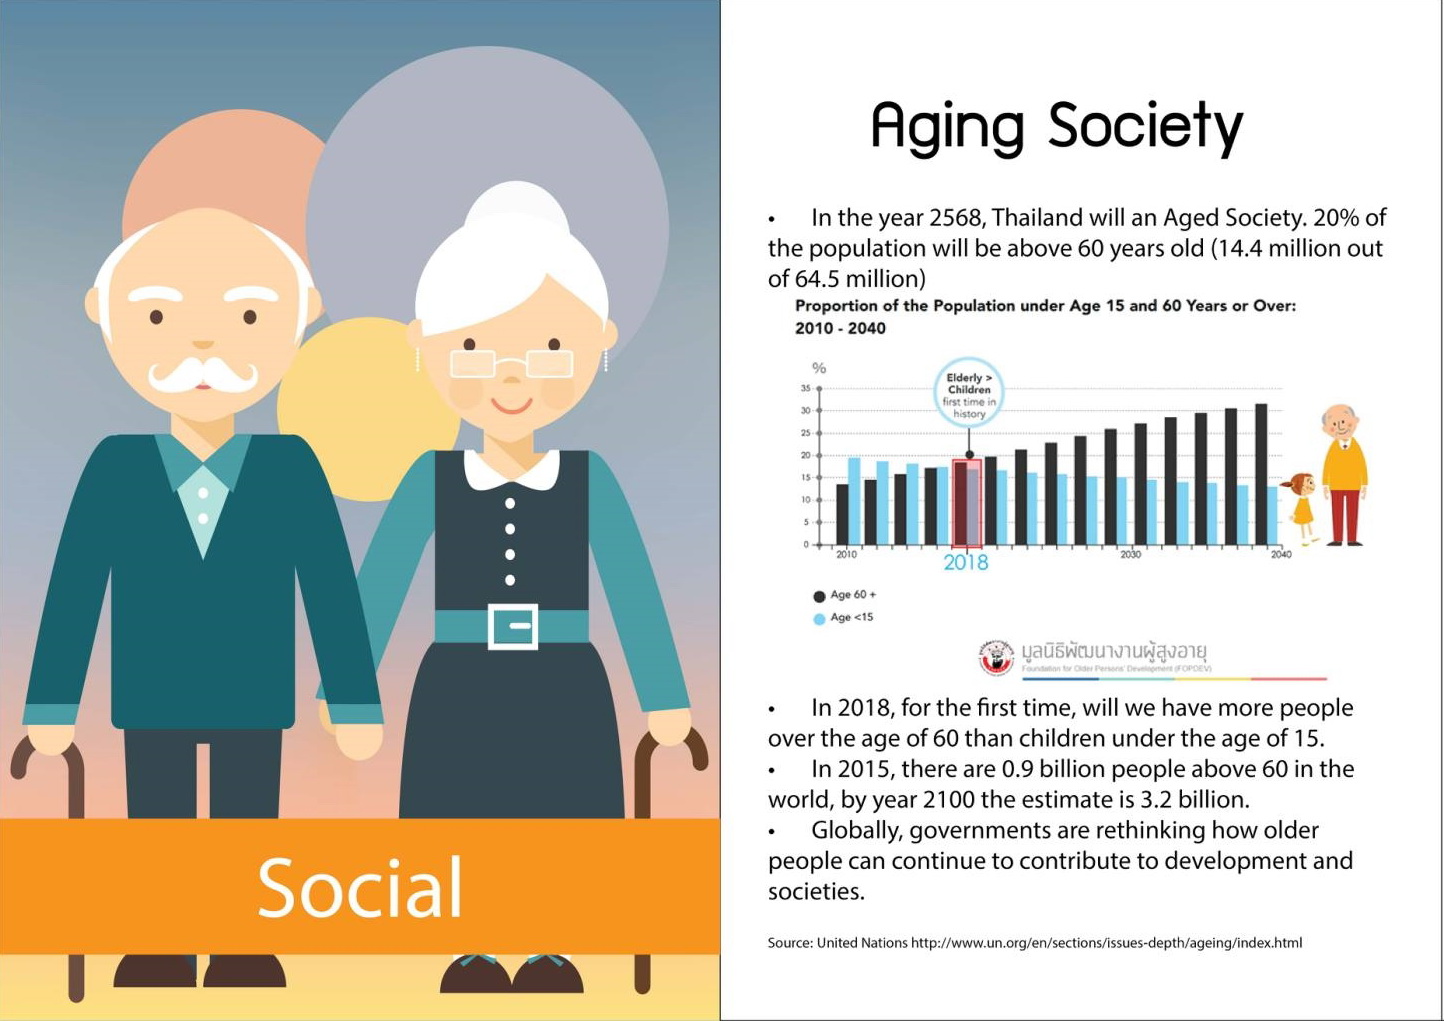 Social
Aging Society
• In the year 2568, Thailand will an Aged Society. 20% of
the population will be above 60 years old (14.4 million out
of 64.5 million)
Proportion of the Population under Age 15 and 60 Years or Over:
2010 - 2040
%
35
30
25
20
15
10
5
0
Elderly >
Children
first time in
history
2010
2018
2030
2040
Age 60 +
Age <15
มูลนิธิพัฒนางานผู้สูงอายุ
Foundation for Older Persons' Development (FOPDEV)
• In 2018, for the first time, will we have more people
over the age of 60 than children under the age of 15.
• In 2015, there are 0.9 billion people above 60 in the
world, by year 2100 the estimate is 3.2 billion.
• Globally, governments are rethinking how older
people can continue to contribute to development and
societies.
Source: United Nations http://www.un.org/en/sections/issues-depth/ageing/index.html